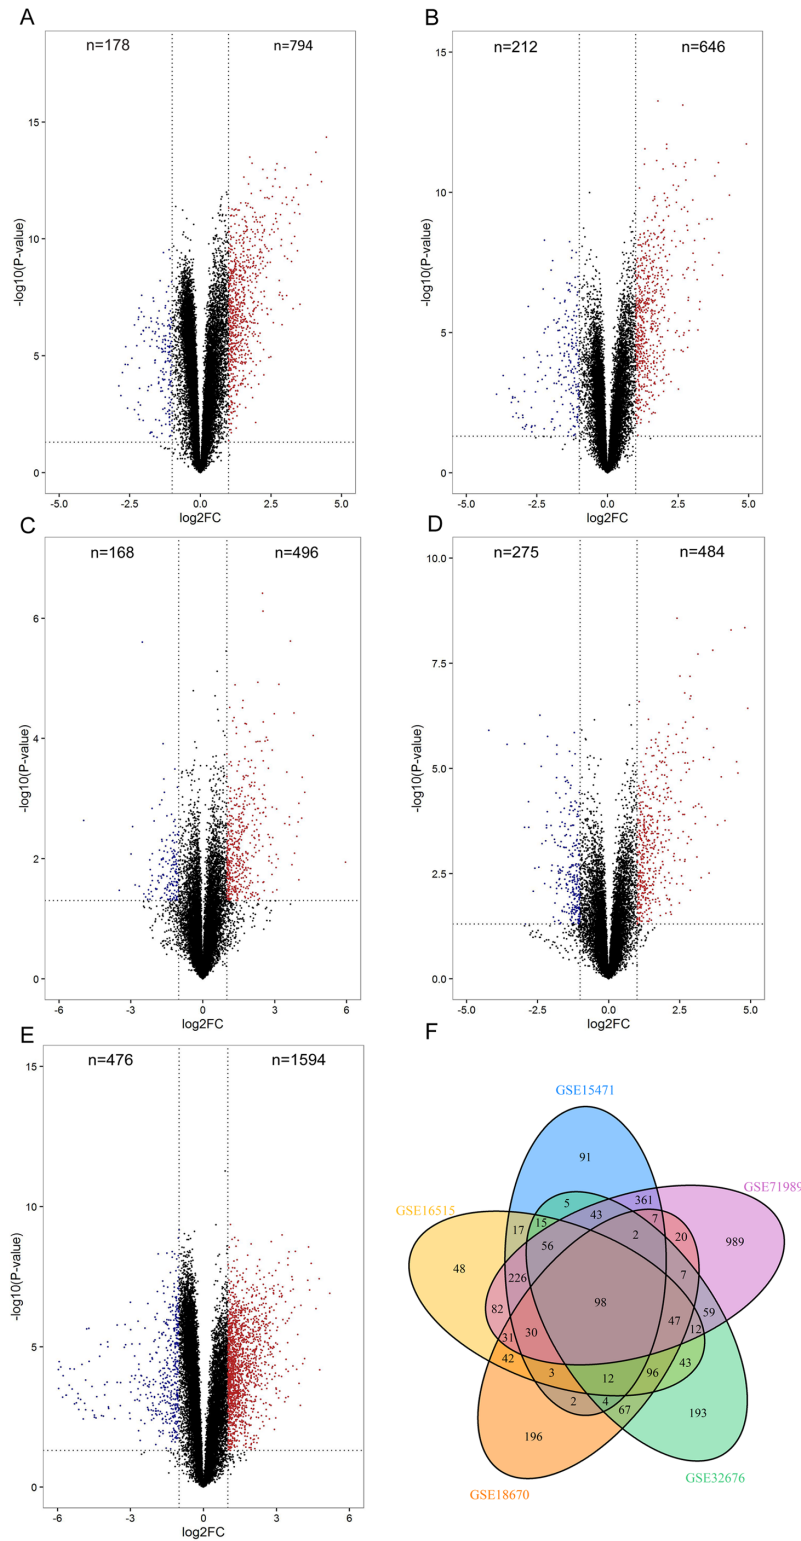 A
n=178
n=794
15
10
5
0
-log10(P-value)
-5.0
-2.5
0.0
2.5
5.0
log2FC
B
n=212
n=646
15
10
5
0
-log10(P-value)
-5.0
-2.5
0.0
2.5
5.0
log2FC
C
n=168
n=496
6
4
2
0
-log10(P-value)
-6
-3
0
3
6
log2FC
D
n=275
n=484
10.0
7.5
5.0
2.5
0.0
-log10(P-value)
-5.0
-2.5
0.0
2.5
5.0
log2FC
E
n=476
n=1594
15
10
5
0
-log10(P-value)
-6
-3
0
3
6
log2FC
F
GSE15471
GSE71989
GSE16515
91
5
361
17
15
43
7
2
20
989
48
56
226
7
82
98
59
31
30
47
12
42
3
12
96
43
2
4
67
196
193
GSE32676
GSE18670